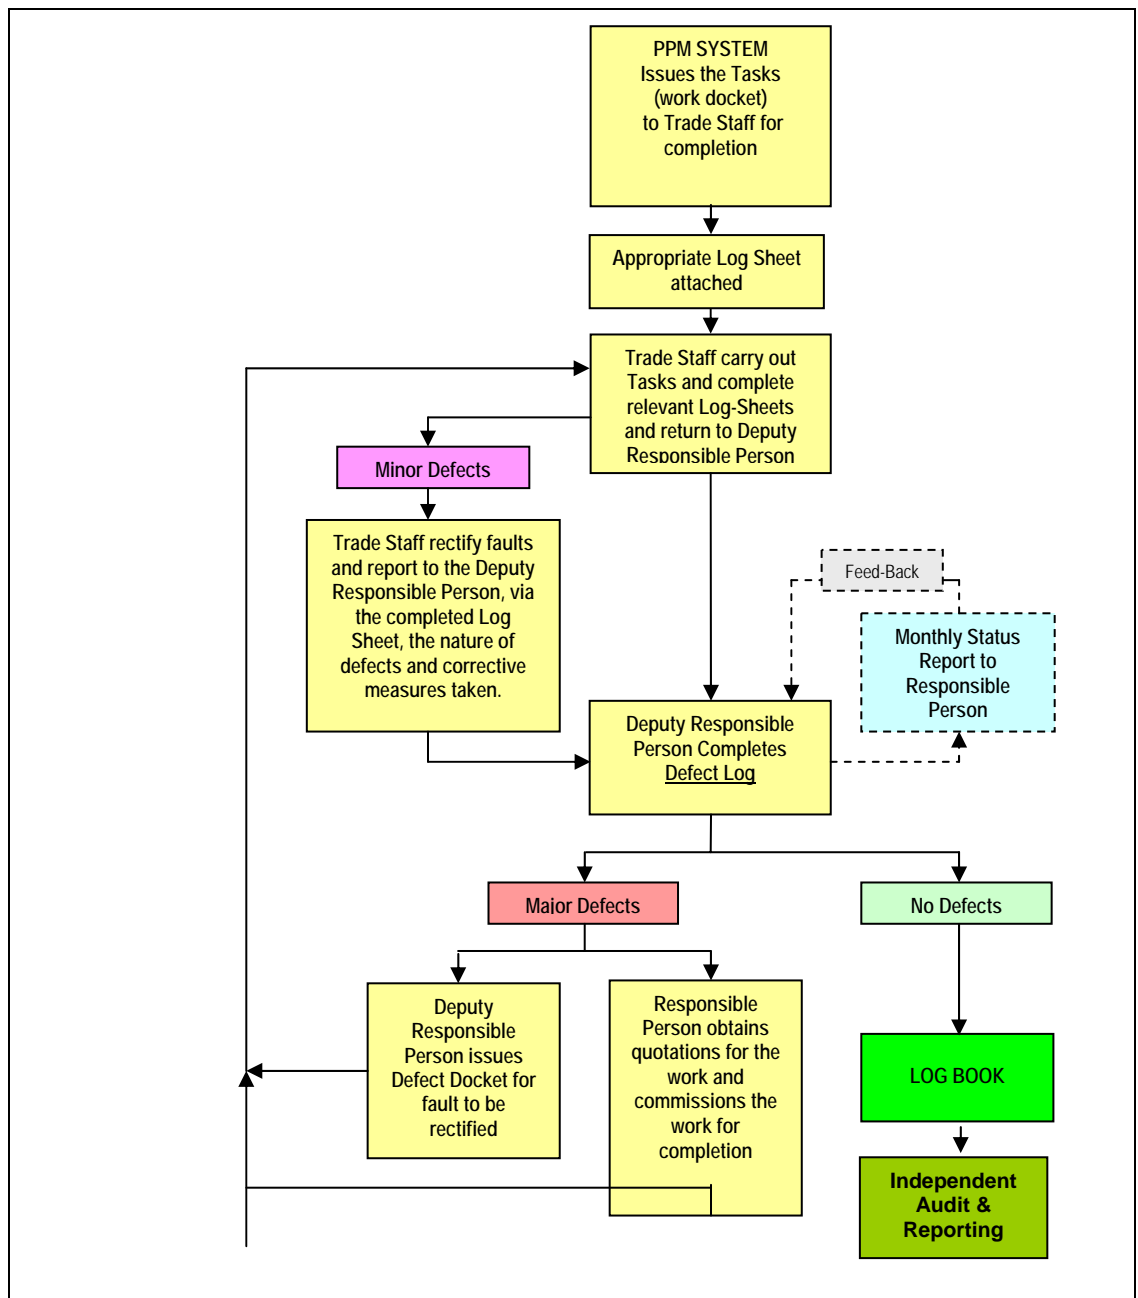 PPM SYSTEM
Issues the Tasks
(work docket)
to Trade Staff for
completion
Appropriate Log Sheet
attached
Trade Staff carry out
Tasks and complete
relevant Log-Sheets
and return to Deputy
Responsible Person
Minor Defects
Trade Staff rectify faults
and report to the Deputy
Responsible Person, via
the completed Log
Sheet, the nature of
defects and corrective
measures taken.
Feed-Back
Monthly Status
Report to
Responsible
Person
Deputy Responsible
Person Completes
Defect Log
Major Defects
No Defects
Deputy
Responsible
Person issues
Defect Docket for
fault to be
rectified
Responsible
Person obtains
quotations for the
work and
commissions the
work for
completion
LOG BOOK
Independent
Audit &
Reporting